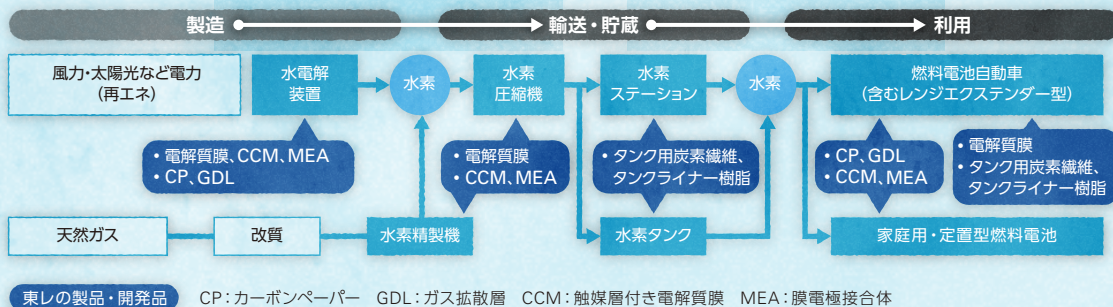 製造
輸送・貯蔵
利用
風力・太陽光など電力
(再エネ)
水電解
装置
水素
水素
圧縮機
水素
ステーション
水素
燃料電池自動車
(含むレンジエクステンダー型)
・電解質膜、CCM、MEA
・CP、GDL
・電解質膜
・CCM、MEA
・タンク用炭素繊維、
タンクライナー樹脂
・CP、GDL
・CCM、MEA
・電解質膜
・タンク用炭素繊維、
タンクライナー樹脂
天然ガス
改質
水素精製機
水素タンク
家庭用・定置型燃料電池
東レの製品・開発品 CP:カーボンペーパー GDL:ガス拡散層 CCM:触媒層付き電解質膜 MEA:膜電極接合体